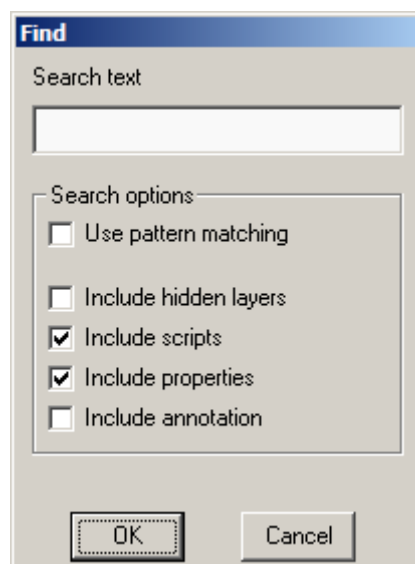 Find
Search text
Search options
Use pattern matching
Include hidden layers
Include scripts
Include properties
Include annotation
OK Cancel